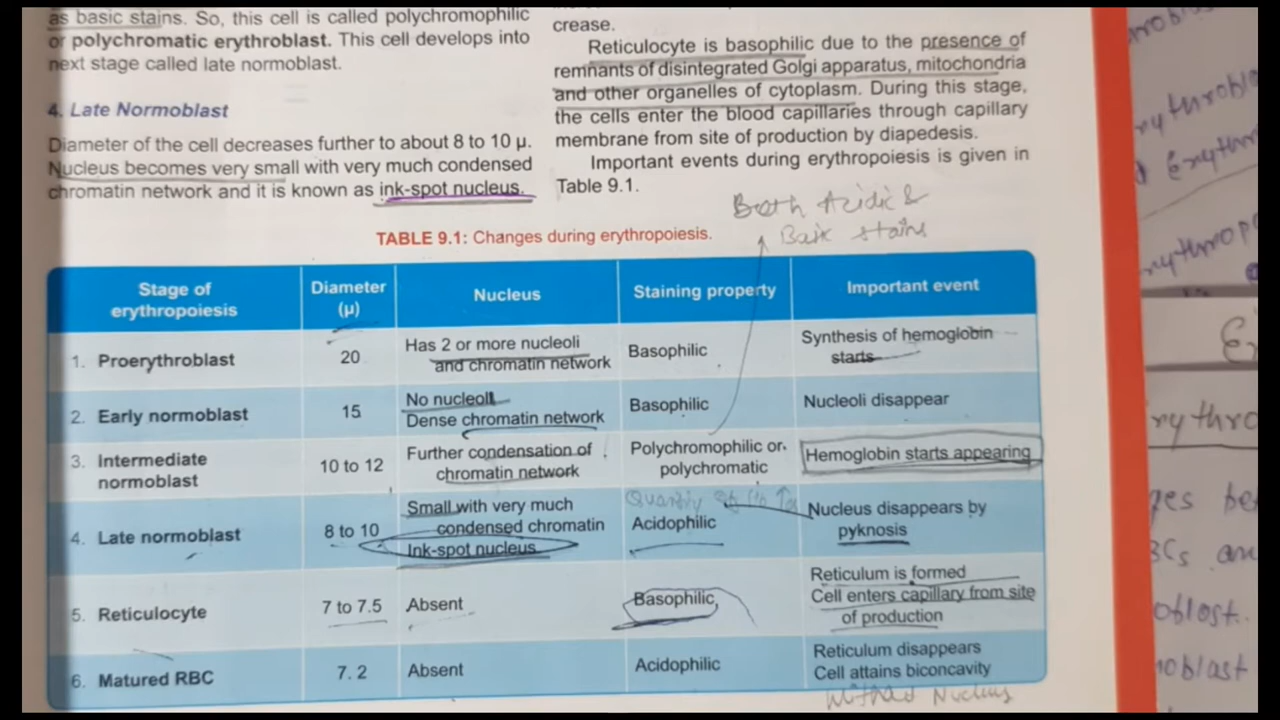 as basic stains. So, this cell is called polychromophilic
or polychromatic erythroblast. This cell develops into
next stage called late normoblast.
4. Late Normoblast
Diameter of the cell decreases further to about 8 to 10 µ.
Nucleus becomes very small with very much condensed
chromatin network and it is known as ink-spot nucleus.
crease.
Reticulocyte is basophilic due to the presence of
remnants of disintegrated Golgi apparatus, mitochondria
and other organelles of cytoplasm. During this stage,
the cells enter the blood capillaries through capillary
membrane from site of production by diapedesis.
Important events during erythropoiesis is given in
Table 9.1.
Both Acidic &
Basic stains
TABLE 9.1: Changes during erythropoiesis.
Stage of erythropoiesis Diameter (µ) Nucleus Staining property Important event
1. Proerythroblast 20 Has 2 or more nucleoli and chromatin network Basophilic Synthesis of hemoglobin starts
2. Early normoblast 15 No nucleoli Dense chromatin network Basophilic Nucleoli disappear
3. Intermediate normoblast 10 to 12 Further condensation of chromatin network Polychromophilic or polychromatic Hemoglobin starts appearing
Quantity of Hb
4. Late normoblast 8 to 10 Small with very much condensed chromatin Ink-spot nucleus Acidophilic Nucleus disappears by pyknosis
5. Reticulocyte 7 to 7.5 Absent Basophilic Reticulum is formed Cell enters capillary from site of production
6. Matured RBC 7. 2 Absent Acidophilic Reticulum disappears Cell attains biconcavity
Without Nucleus